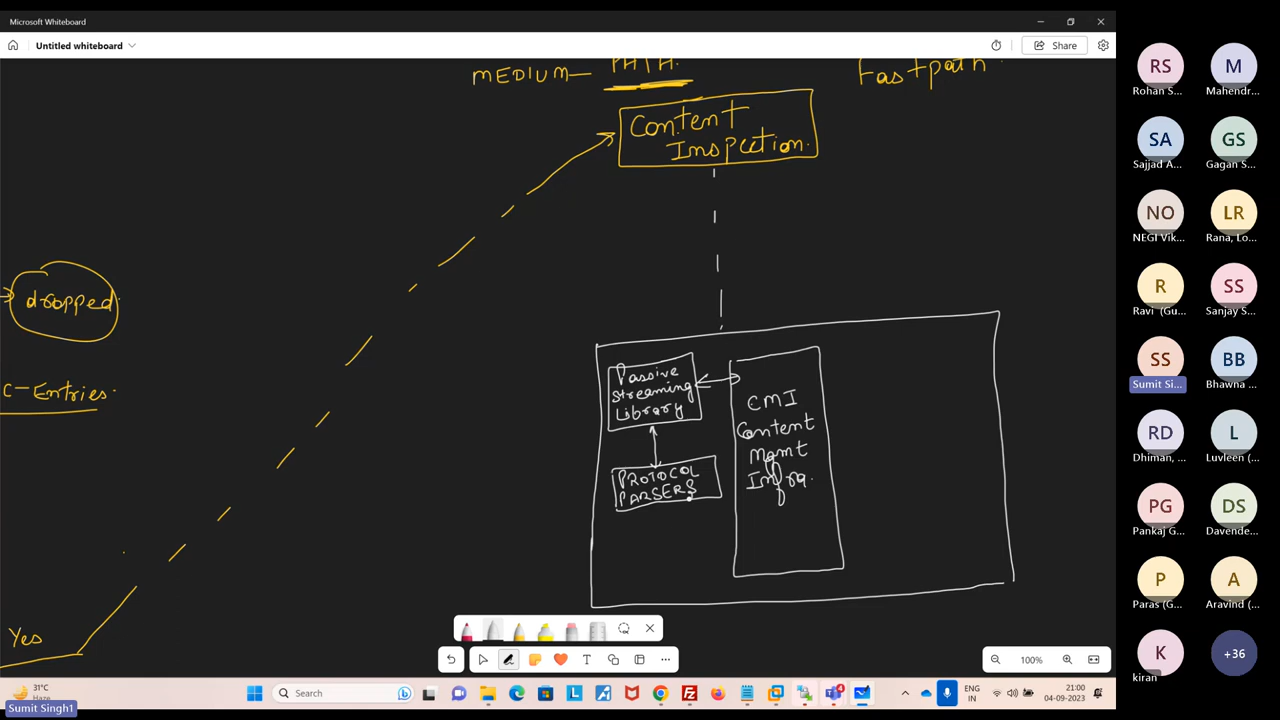 Microsoft Whiteboard
Untitled whiteboard
Share
MEDIUM— PATH.
Fastpath
Content
Inspection.
dropped
C-Entries.
Yes
Passive
Streaming
Library
PROTOCOL
PARSERS
CMI
Content
Mgmt
Infra.
100%
RS
Rohan S...
M
Mahendr...
SA
Sajjad A...
GS
Gagan S...
NO
NEGI Vik...
LR
Rana, Lo...
R
Ravi (Gu...
SS
Sanjay S...
SS
Sumit Si...
BB
Bhawna ...
RD
Dhiman, ...
L
Luvleen (...
PG
Pankaj G...
DS
Davende...
P
Paras (G...
A
Aravind (...
K
kiran
+36
31°C
Haze
Search
ENG
IN
21:00
04-09-2023
Sumit Singh1